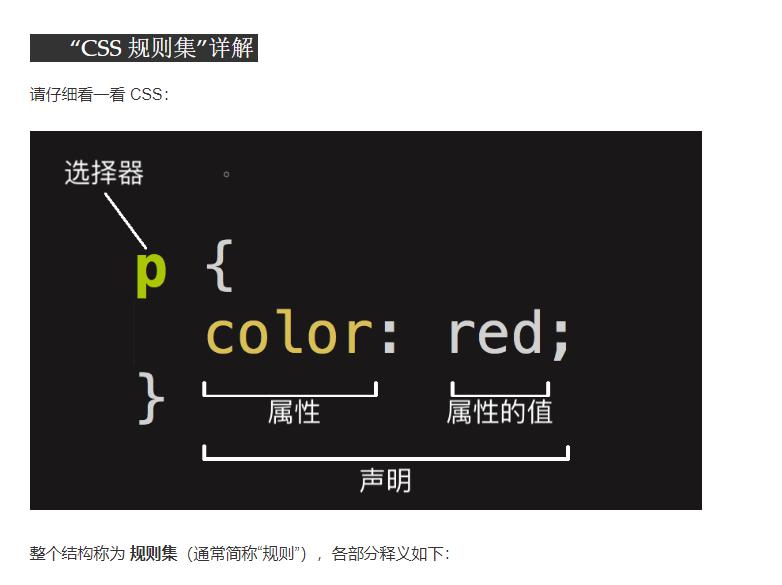 “CSS 规则集”详解
请仔细看一看 CSS：
选择器
p {
color: red;
}
属性 属性的值
声明
整个结构称为 规则集（通常简称“规则”），各部分释义如下：